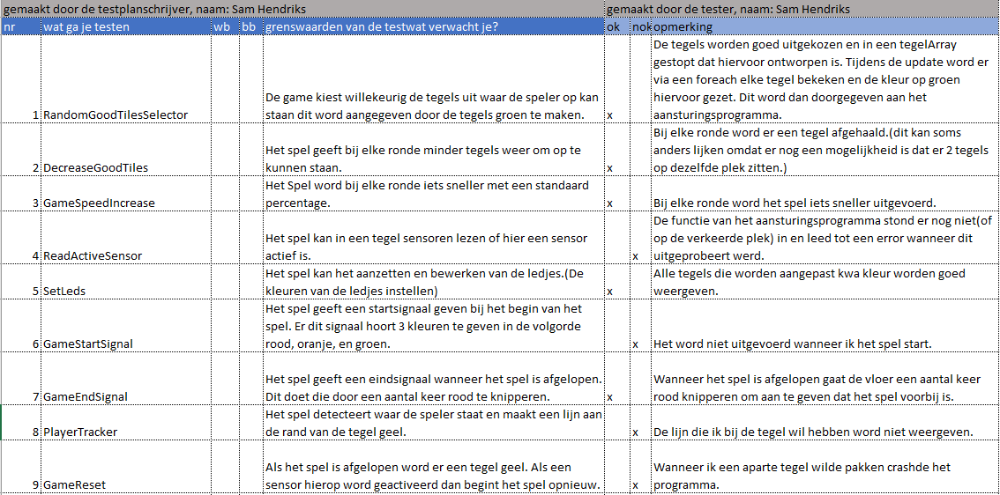 gemaakt door de testplanschrijver, naam: Sam Hendriks gemaakt door de tester, naam: Sam Hendriks
nr wat ga je testen wb bb grenswaarden van de testwat verwacht je? ok nok opmerking
1 RandomGoodTilesSelector
De game kiest willekeurig de tegels uit waar de speler op kan
staan dit word aangegeven door de tegels groen te maken.
x
De tegels worden goed uitgekozen en in een tegelArray
gestopt dat hiervoor ontworpen is. Tijdens de update word er
via een foreach elke tegel bekeken en de kleur op groen
hiervoor gezet. Dit word dan doorgegeven aan het
aansturingsprogramma.
2 DecreaseGoodTiles
Het spel geeft bij elke ronde minder tegels weer om op te
kunnen staan.
x
Bij elke ronde word er een tegel afgehaald.(dit kan soms
anders lijken omdat er nog een mogelijkheid is dat er 2 tegels
op dezelfde plek zitten.)
3 GameSpeedIncrease
Het Spel word bij elke ronde iets sneller met een standaard
percentage.
x
Bij elke ronde word het spel iets sneller uitgevoerd.
4 ReadActiveSensor
Het spel kan in een tegel sensoren lezen of hier een sensor
actief is.
x
De functie van het aansturingsprogramma stond er nog niet(of
op de verkeerde plek) in en leed tot een error wanneer dit
uitgeprobeert werd.
5 SetLeds
Het spel kan het aanzetten en bewerken van de ledjes.(De
kleuren van de ledjes instellen)
x
Alle tegels die worden aangepast kwa kleur worden goed
weergeven.
6 GameStartSignal
Het spel geeft een startsignaal geven bij het begin van het
spel. Er dit signaal hoort 3 kleuren te geven in de volgorde
rood, oranje, en groen.
x
Het word niet uitgevoerd wanneer ik het spel start.
7 GameEndSignal
Het spel geeft een eindsignaal wanneer het spel is afgelopen.
Dit doet die door een aantal keer rood te knipperen.
x
Wanneer het spel is afgelopen gaat de vloer een aantal keer
rood knipperen om aan te geven dat het spel voorbij is.
8 PlayerTracker
Het spel detecteert waar de speler staat en maakt een lijn aan
de rand van de tegel geel.
x
De lijn die ik bij de tegel wil hebben word niet weergeven.
9 GameReset
Als het spel is afgelopen word er een tegel geel. Als een
sensor hierop word geactiveerd dan begint het spel opnieuw.
x
Wanneer ik een aparte tegel wilde pakken crashde het
programma.